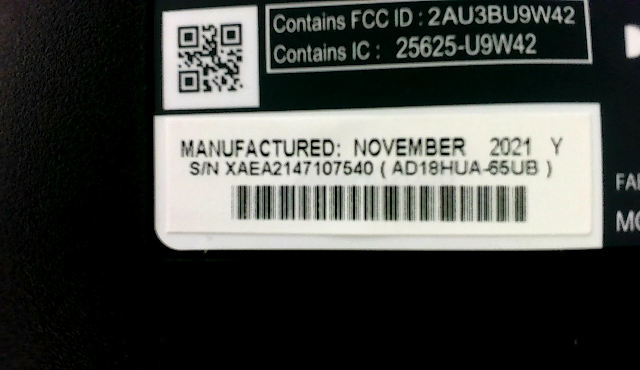 Contains FCC ID : 2AU3BU9W42
Contains IC : 25625-U9W42
MANUFACTURED: NOVEMBER 2021 Y
S/N XAEA2147107540 ( AD18HUA-65UB )